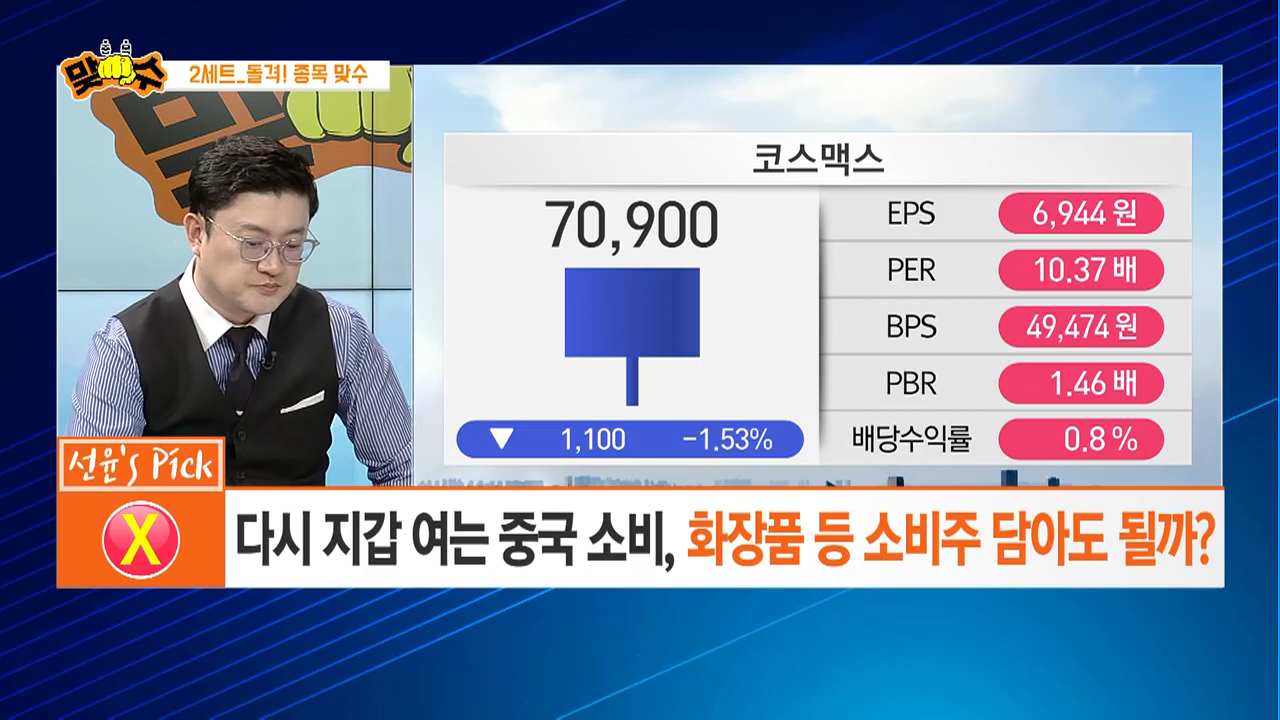 종목
맞수
2세트_돌격! 종목 맞수
코스맥스
70,900
▼ 1,100 -1.53%
EPS 6,944 원
PER 10.37 배
BPS 49,474 원
PBR 1.46 배
배당수익률 0.8 %
선윤's Pick
X
다시 지갑 여는 중국 소비, 화장품 등 소비주 담아도 될까?